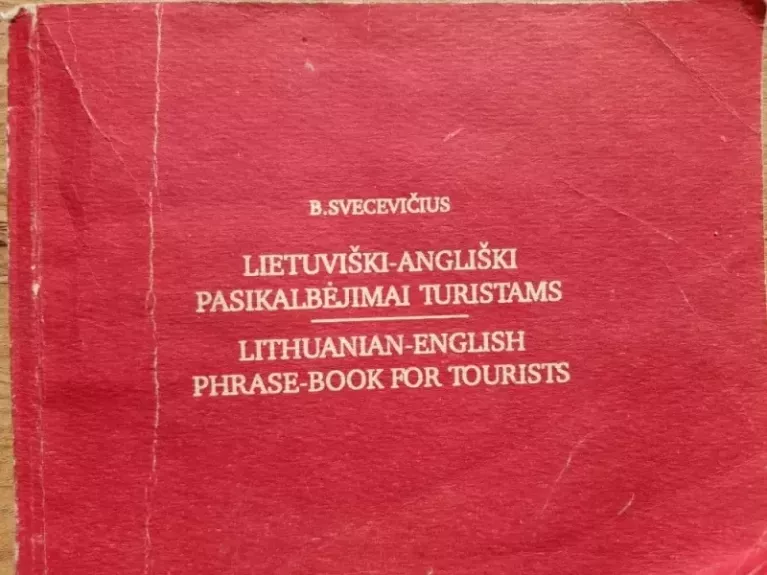 B.SVECEVIČIUS
LIETUVIŠKI-ANGLIŠKI
PASIKALBĖJIMAI TURISTAMS
LITHUANIAN-ENGLISH
PHRASE-BOOK FOR TOURISTS